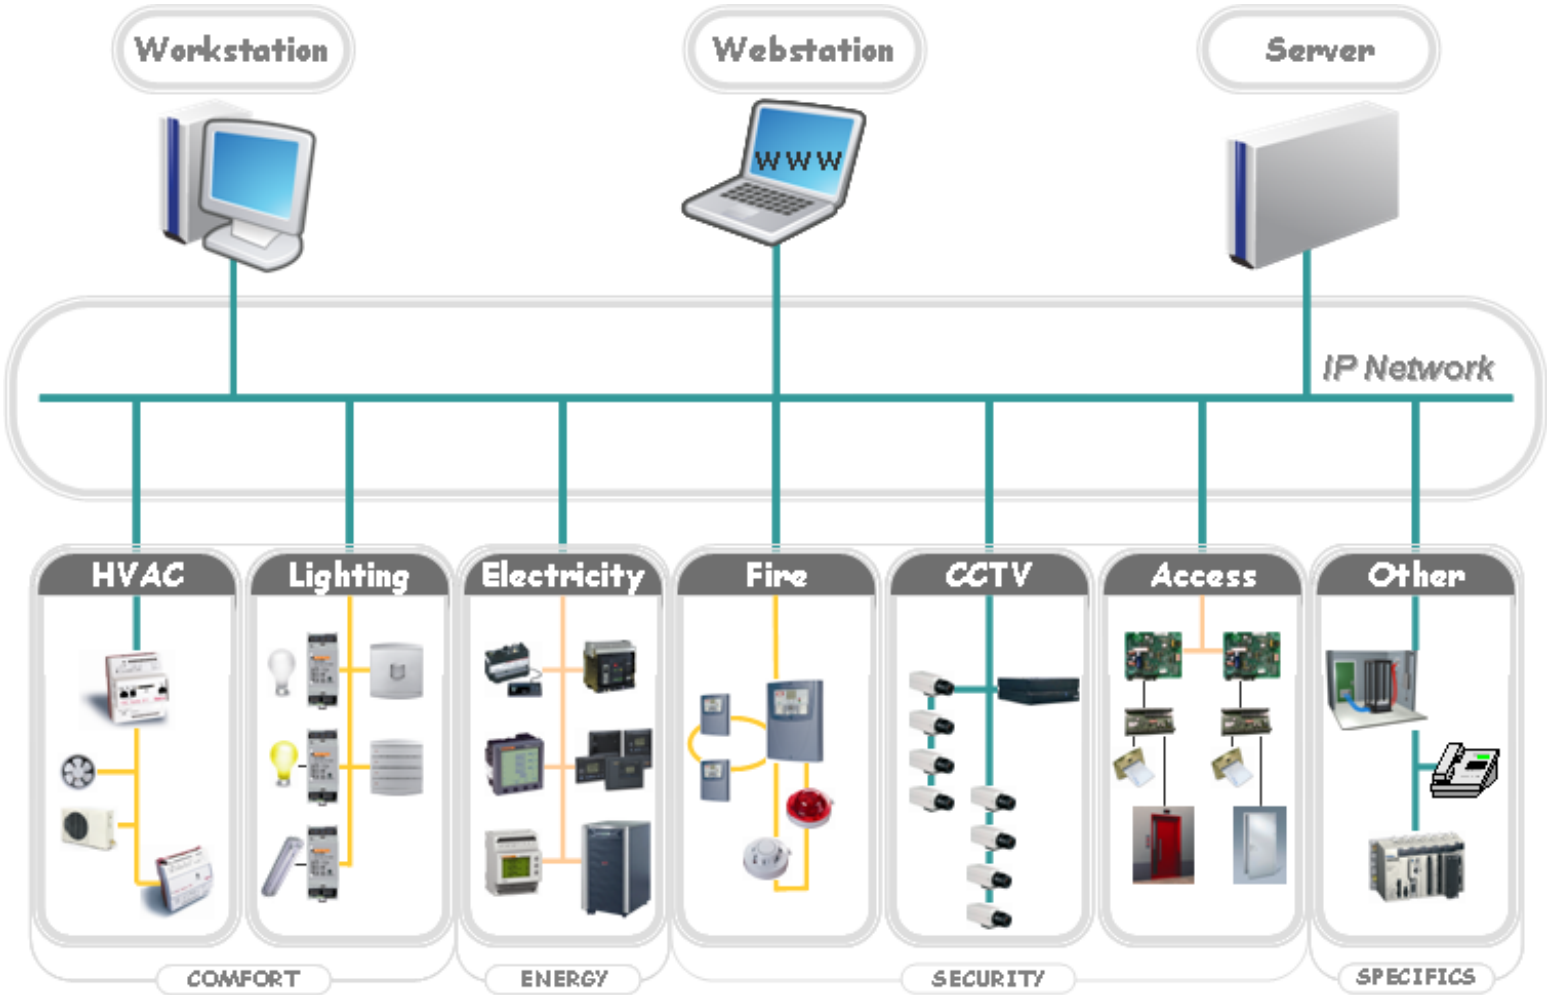 Workstation
Webstation
Server
www
IP Network
HVAC
Lighting
Electricity
Fire
CCTV
Access
Other
COMFORT
ENERGY
SECURITY
SPECIFICS